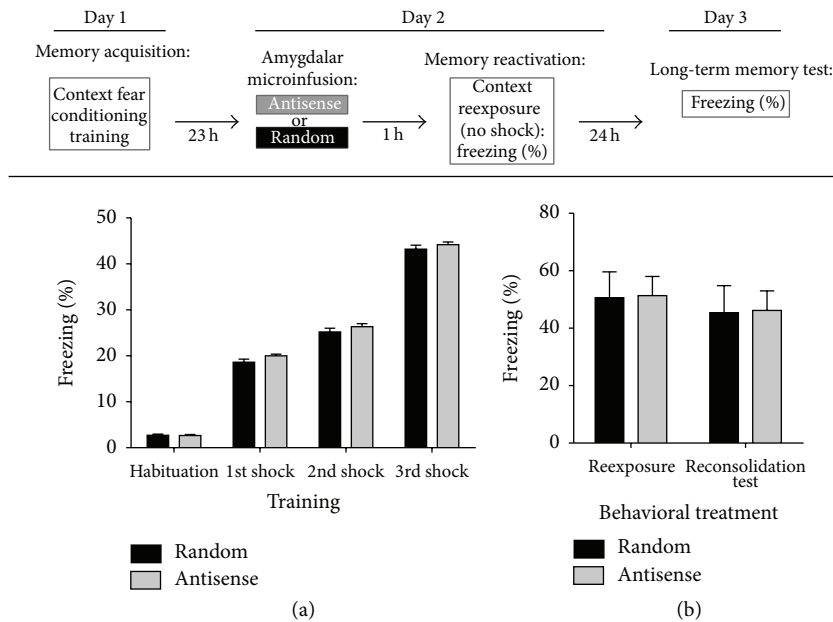 Day 1
Day 2
Day 3
Memory acquisition:
Context fear
conditioning
training
23 h
Amygdalar
microinfusion:
Antisense
or
Random
1 h
Memory reactivation:
Context
reexposure
(no shock):
freezing (%)
24 h
Long-term memory test:
Freezing (%)
50
40
30
20
10
0
Freezing (%)
Habituation 1st shock 2nd shock 3rd shock
Training
Random
Antisense
(a)
80
60
40
20
0
Freezing (%)
Reexposure Reconsolidation
test
Behavioral treatment
Random
Antisense
(b)